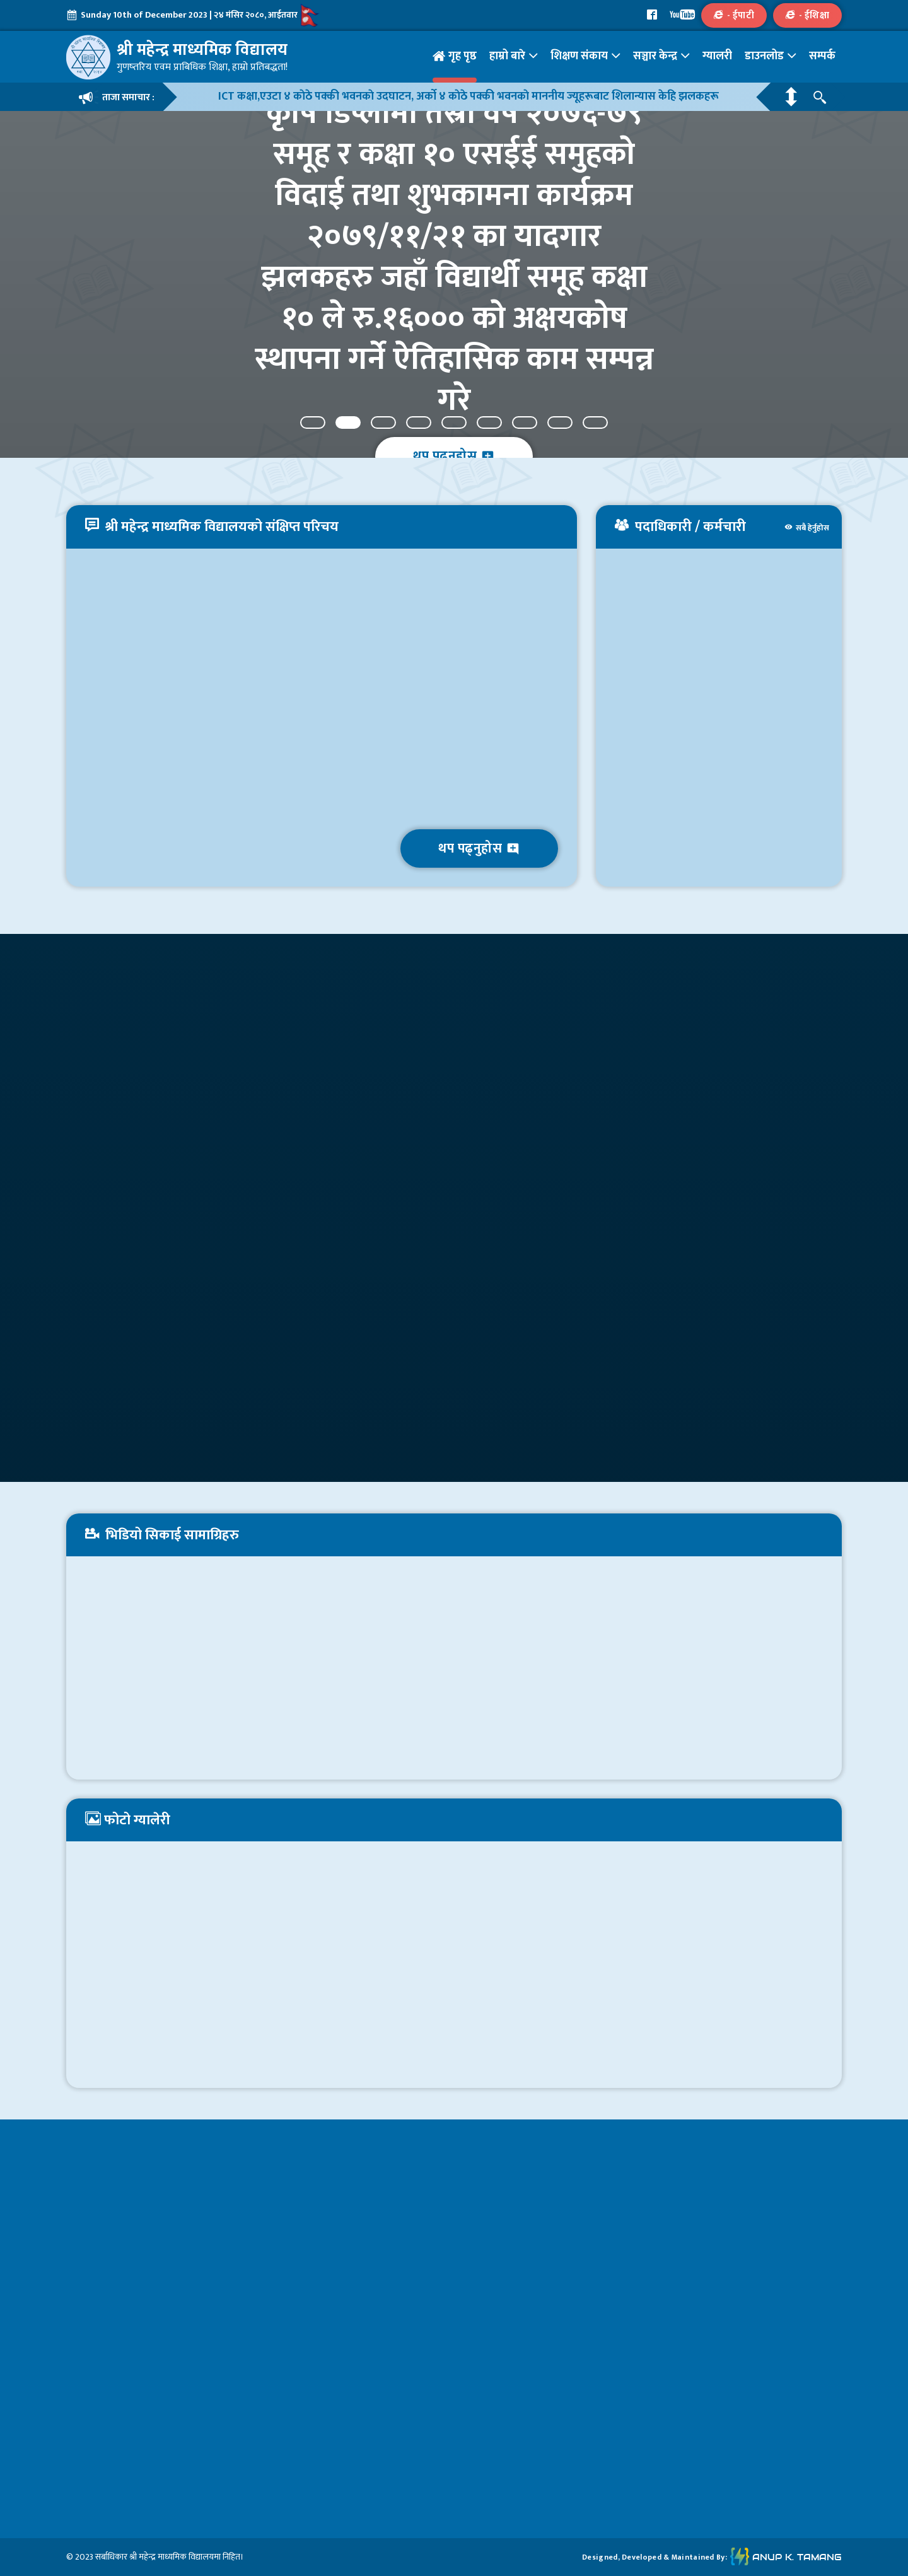 Sunday 10th of December 2023 | २४ मंसिर २०८०, आईतवार
You Tube
- ईपाटी
- ईशिक्षा
श्री महेन्द्र माध्यमिक विद्यालय
गुणष्तरिय एवम प्राबिधिक शिक्षा, हाम्रो प्रतिबद्धता!
गृह पृष्ठ
हाम्रो बारे
शिक्षण संकाय
सञ्चार केन्द्र
ग्यालरी
डाउनलोड
सम्पर्क
ताजा समाचार :
ICT कक्षा,एउटा ४ कोठे पक्की भवनको उदघाटन, अर्को ४ कोठे पक्की भवनको माननीय ज्यूहरूबाट शिलान्यास केहि झलकहरू
कृषि डिप्लोमा तेस्रो वर्ष २०७६-७९
समूह र कक्षा १० एसईई समुहको
विदाई तथा शुभकामना कार्यक्रम
२०७९/११/२१ का यादगार
झलकहरु जहाँ विद्यार्थी समूह कक्षा
१० ले रु.१६००० को अक्षयकोष
स्थापना गर्ने ऐतिहासिक काम सम्पन्न
गरे
थप पढ्नुहोस
श्री महेन्द्र माध्यमिक विद्यालयको संक्षिप्त परिचय
पदाधिकारी / कर्मचारी
सबै हेर्नुहोस
थप पढ्नुहोस
भिडियो सिकाई सामाग्रिहरु
फोटो ग्यालेरी
© 2023 सर्बाधिकार श्री महेन्द्र माध्यमिक विद्यालयमा निहित।
Designed, Developed & Maintained By:
ANUP K. TAMANG